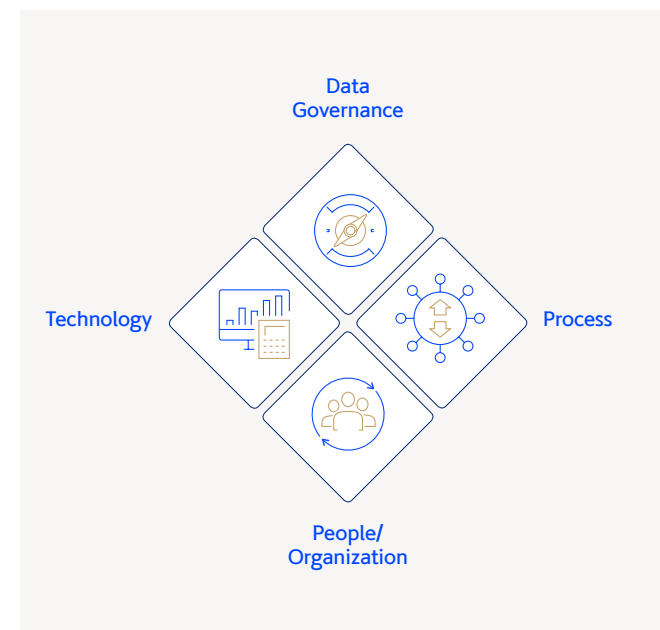 Data
Governance
Technology
Process
People/
Organization